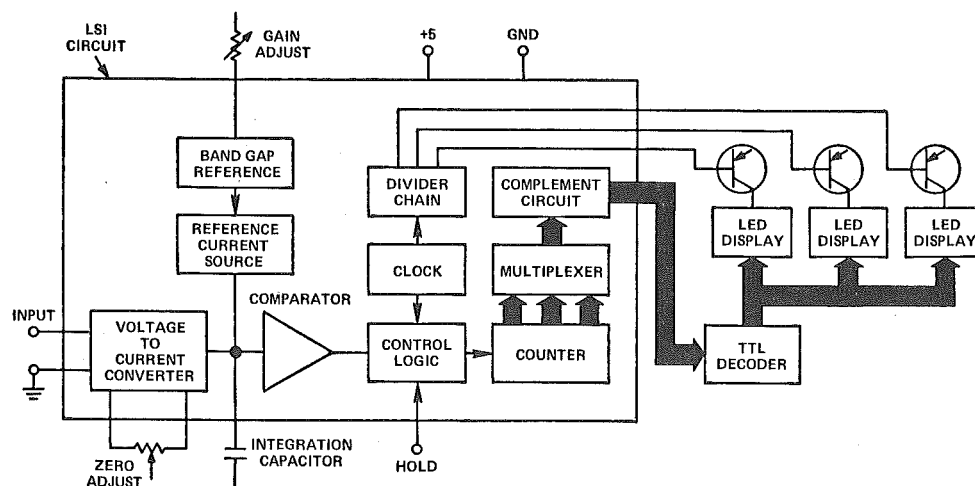 LSI
CIRCUIT
GAIN
ADJUST
+5
GND
BAND GAP
REFERENCE
DIVIDER
CHAIN
COMPLEMENT
CIRCUIT
LED
DISPLAY
LED
DISPLAY
LED
DISPLAY
REFERENCE
CURRENT
SOURCE
CLOCK
MULTIPLEXER
COMPARATOR
INPUT
VOLTAGE
TO
CURRENT
CONVERTER
CONTROL
LOGIC
COUNTER
TTL
DECODER
ZERO
ADJUST
INTEGRATION
CAPACITOR
HOLD